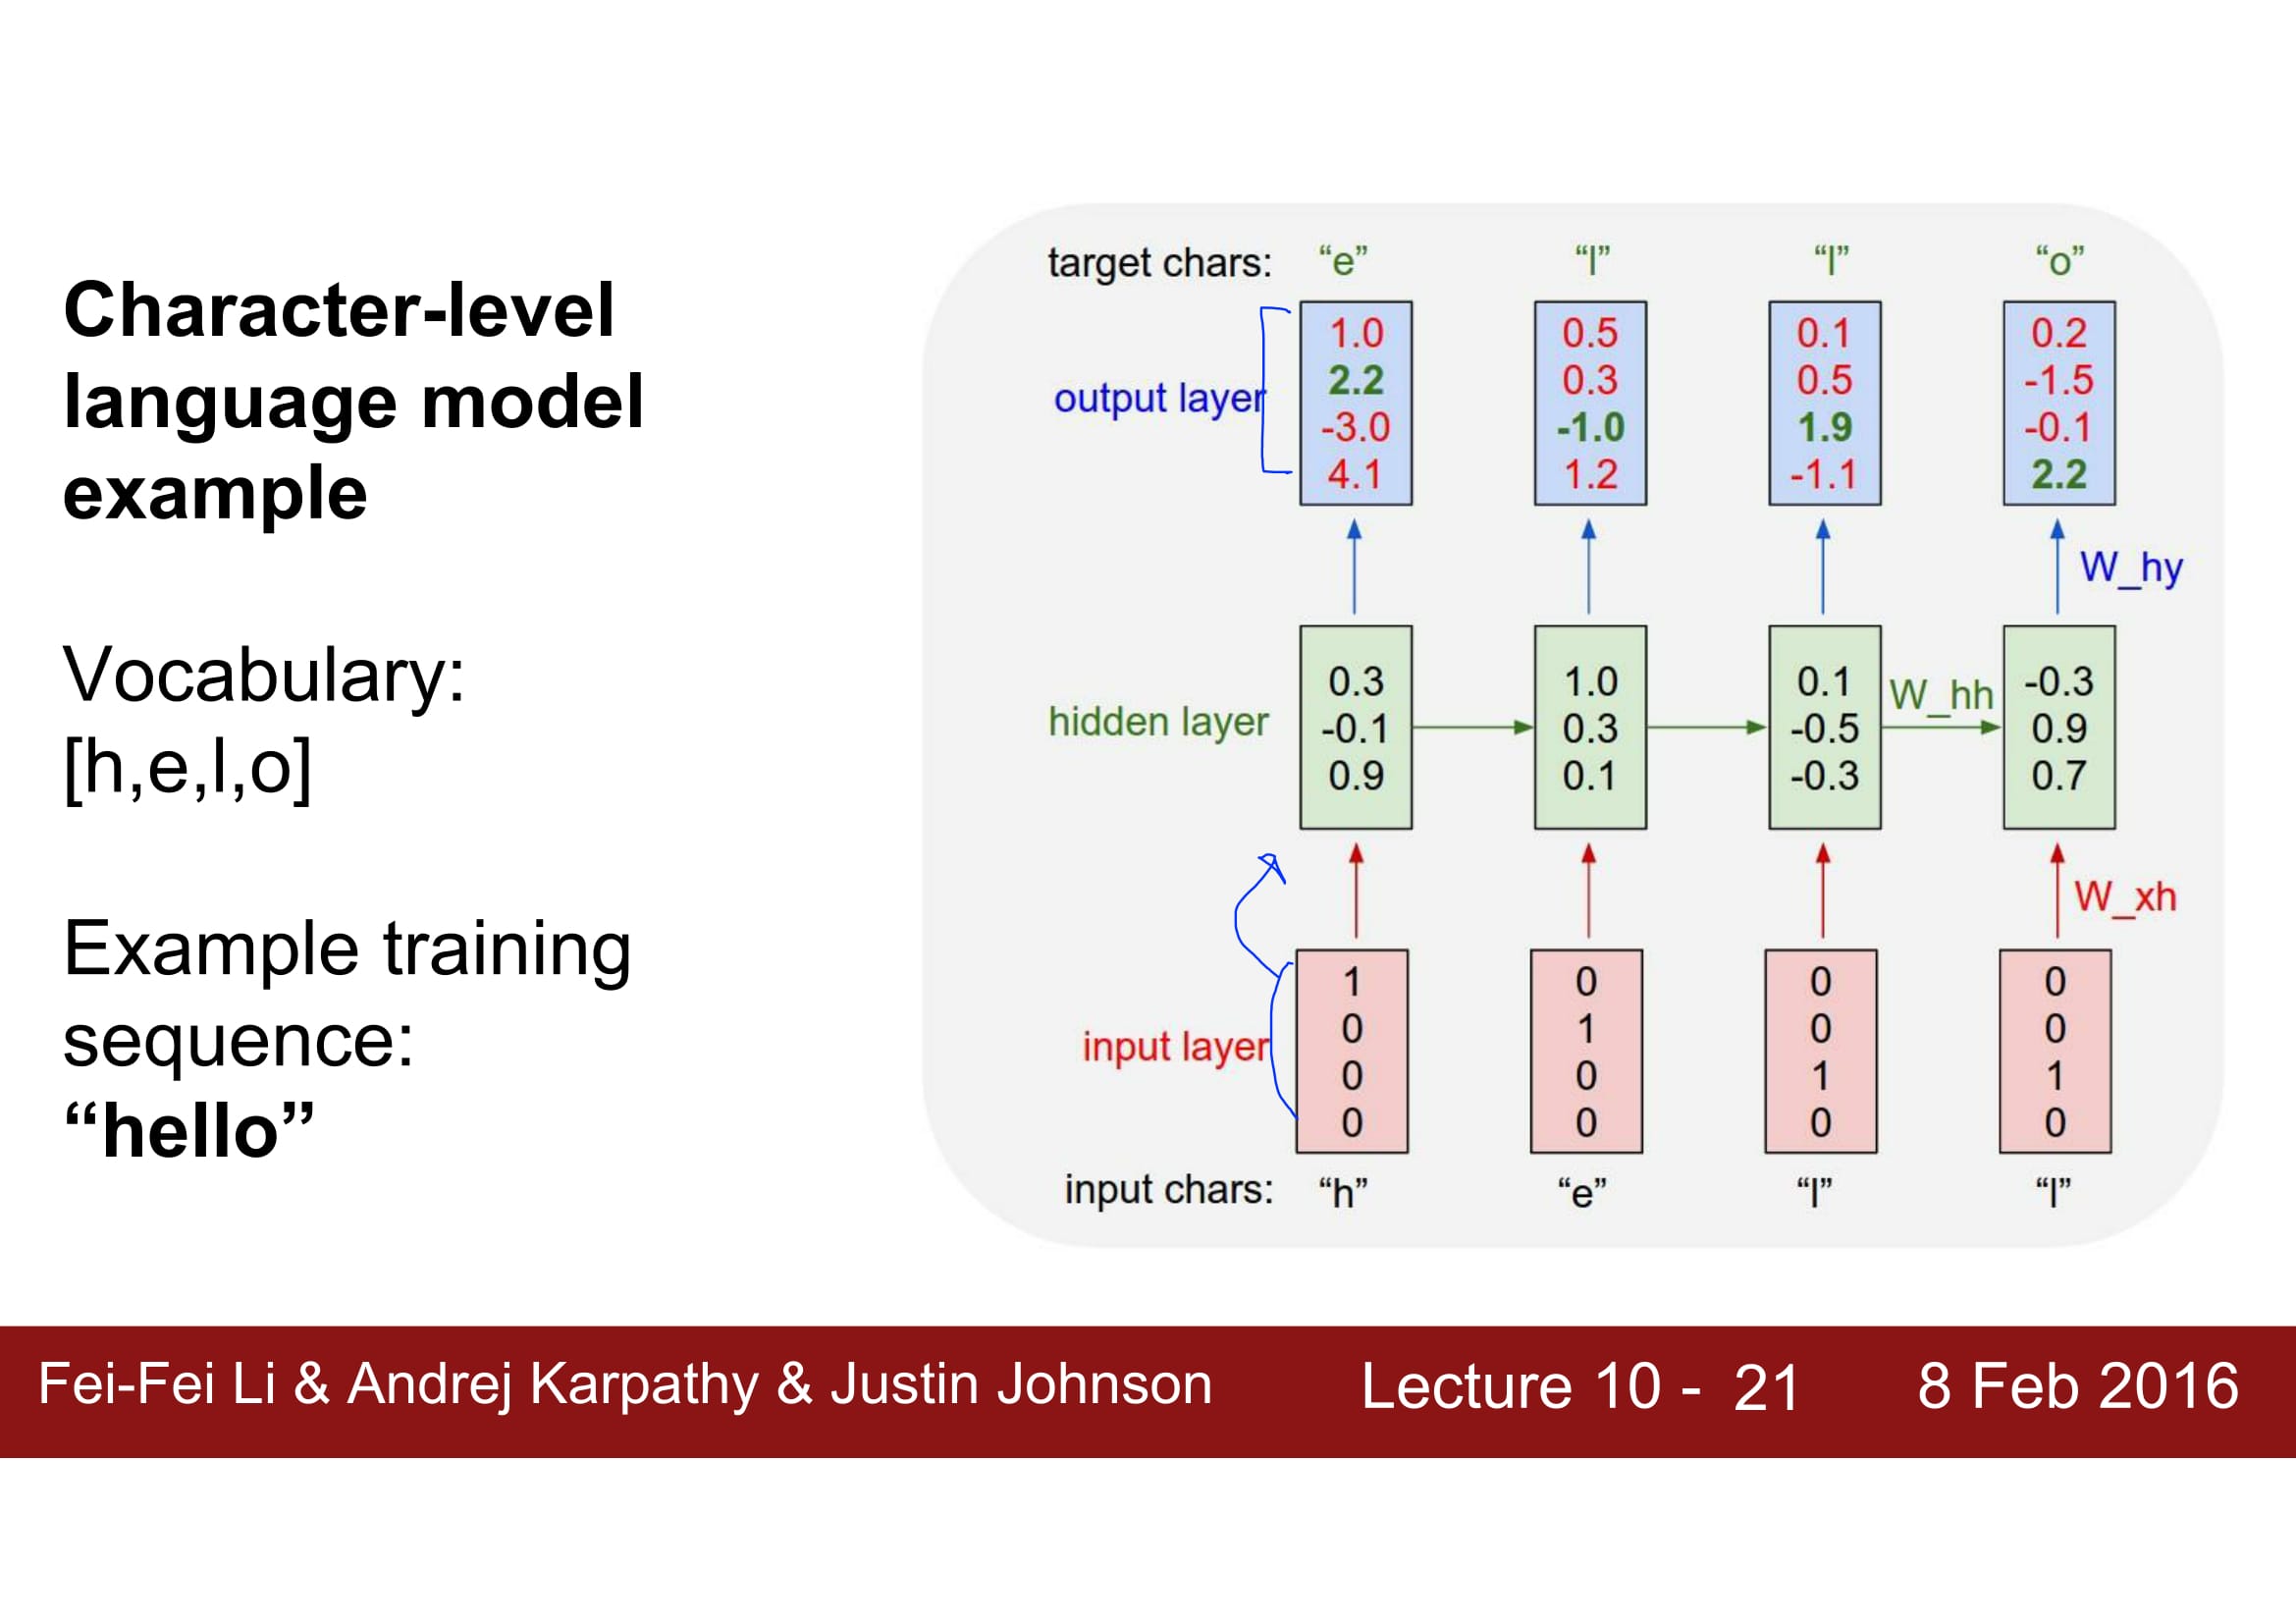 Character-level
language model
example
Vocabulary:
[h,e,l,o]
Example training
sequence:
“hello”
target chars: “e” “l” “l” “o”
output layer
1.0 0.5 0.1 0.2
2.2 0.3 0.5 -1.5
-3.0 -1.0 1.9 -0.1
4.1 1.2 -1.1 2.2
W_hy
hidden layer
0.3 1.0 0.1 -0.3
-0.1 0.3 -0.5 0.9
0.9 0.1 -0.3 0.7
W_hh
W_xh
input layer
1 0 0 0
0 1 0 0
0 0 1 1
0 0 0 0
input chars: “h” “e” “l” “l”
Fei-Fei Li & Andrej Karpathy & Justin Johnson Lecture 10 - 21 8 Feb 2016